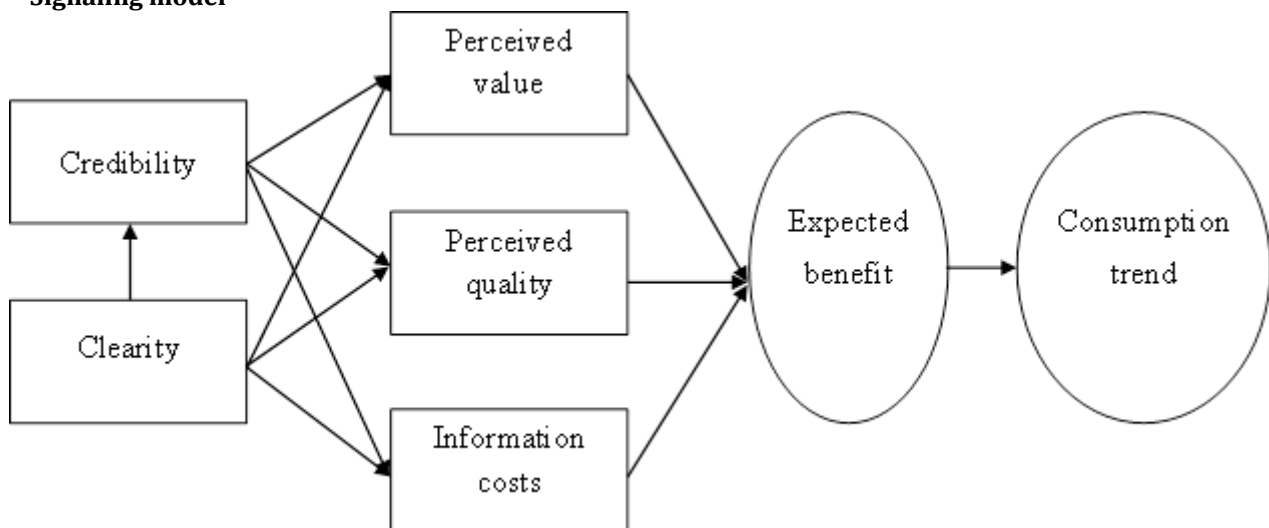 Signaling model
Perceived
value
Credibility
Perceived
quality
Expected
benefit
Consumption
trend
Clearity
Information
costs